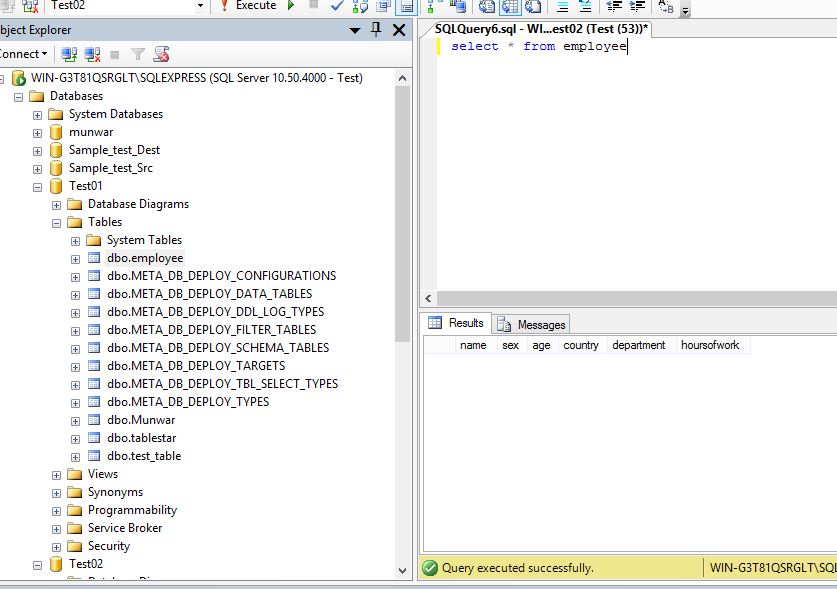 Test02
Execute
bject Explorer
onnect
WIN-G3T81QSRGLT\SQLEXPRESS (SQL Server 10.50.4000 - Test)
Databases
System Databases
munwar
Sample_test_Dest
Sample_test_Src
Test01
Database Diagrams
Tables
System Tables
dbo.employee
dbo.META_DB_DEPLOY_CONFIGURATIONS
dbo.META_DB_DEPLOY_DATA_TABLES
dbo.META_DB_DEPLOY_DDL_LOG_TYPES
dbo.META_DB_DEPLOY_FILTER_TABLES
dbo.META_DB_DEPLOY_SCHEMA_TABLES
dbo.META_DB_DEPLOY_TARGETS
dbo.META_DB_DEPLOY_TBL_SELECT_TYPES
dbo.META_DB_DEPLOY_TYPES
dbo.Munwar
dbo.tablestar
dbo.test_table
Views
Synonyms
Programmability
Service Broker
Security
Test02
SQLQuery6.sql - WI...est02 (Test (53))*
select * from employee
Results
Messages
name sex age country department hoursofwork
Query executed successfully.
WIN-G3T81QSRGLT\SQL